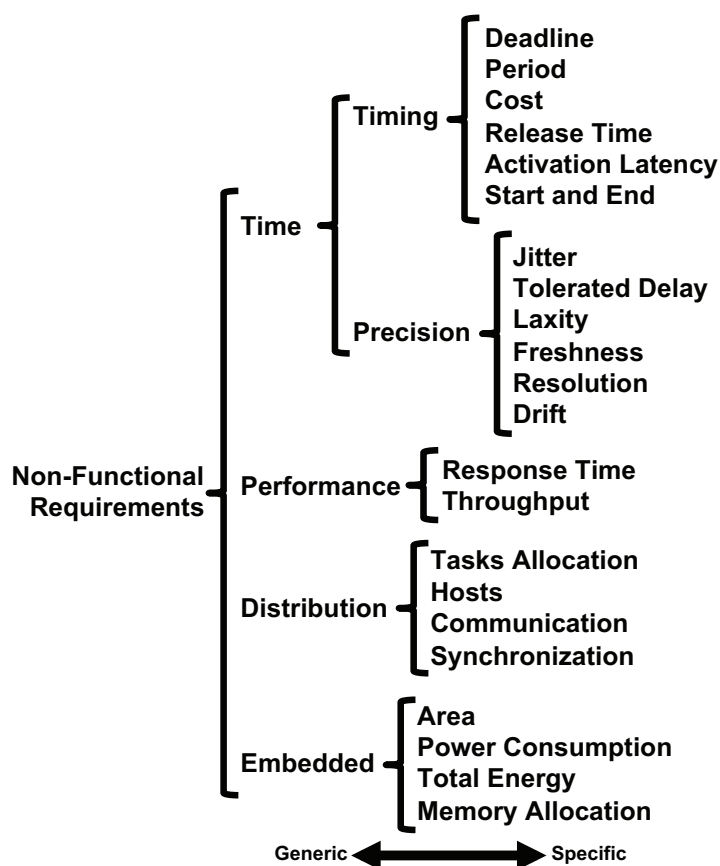 Deadline
Period
Cost
Timing
Release Time
Activation Latency
Start and End
Time
Jitter
Tolerated Delay
Laxity
Precision
Freshness
Resolution
Drift
Non-Functional
Requirements
Performance
Response Time
Throughput
Tasks Allocation
Hosts
Distribution
Communication
Synchronization
Area
Power Consumption
Embedded
Total Energy
Memory Allocation
Generic
Specific